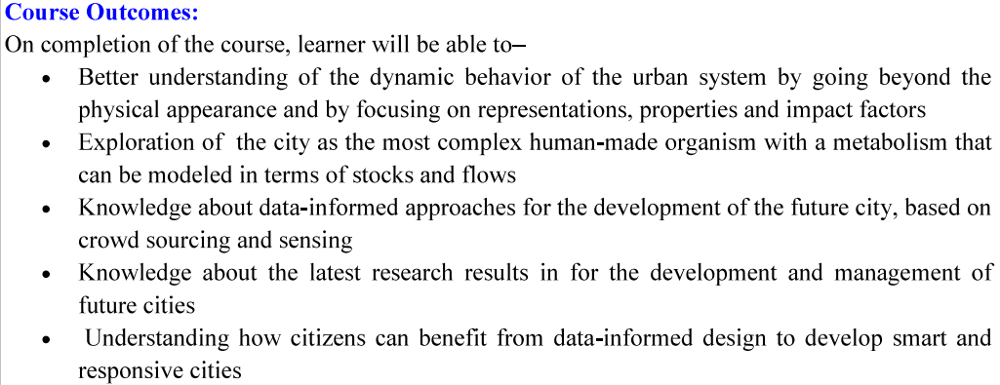 Course Outcomes:
On completion of the course, learner will be able to–
• Better understanding of the dynamic behavior of the urban system by going beyond the
physical appearance and by focusing on representations, properties and impact factors
• Exploration of the city as the most complex human-made organism with a metabolism that
can be modeled in terms of stocks and flows
• Knowledge about data-informed approaches for the development of the future city, based on
crowd sourcing and sensing
• Knowledge about the latest research results in for the development and management of
future cities
• Understanding how citizens can benefit from data-informed design to develop smart and
responsive cities